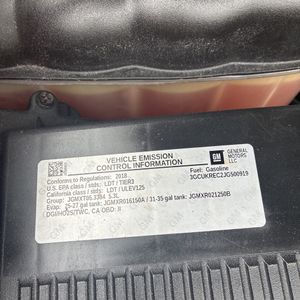 VEHICLE EMISSION
CONTROL INFORMATION
GM
GENERAL
MOTORS
LLC
Conforms to Regulations: 2018
Fuel: Gasoline
U.S. EPA class / stds: LDT / TIER3
3GCUKREC2JG500919
California class / stds: LDT / ULEV125
Group: JGMXT05.3384 5.3L
Evap: 25-27 gal tank: JGMXR016150A / 31-35 gal tank: JGMXR021250B
DGI/HO2S/TWC, CA OBD: II